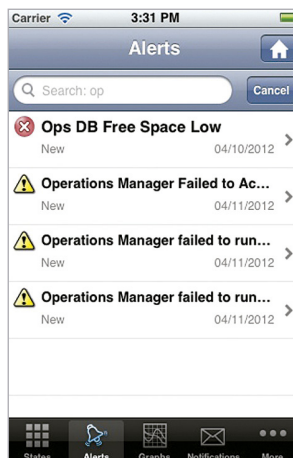 Carrier 3:31 PM
Alerts
Search: op Cancel
Ops DB Free Space Low
New 04/10/2012
Operations Manager Failed to Ac...
New 04/11/2012
Operations Manager failed to run...
New 04/11/2012
Operations Manager failed to run...
New 04/11/2012
States Alerts Graphs Notifications More